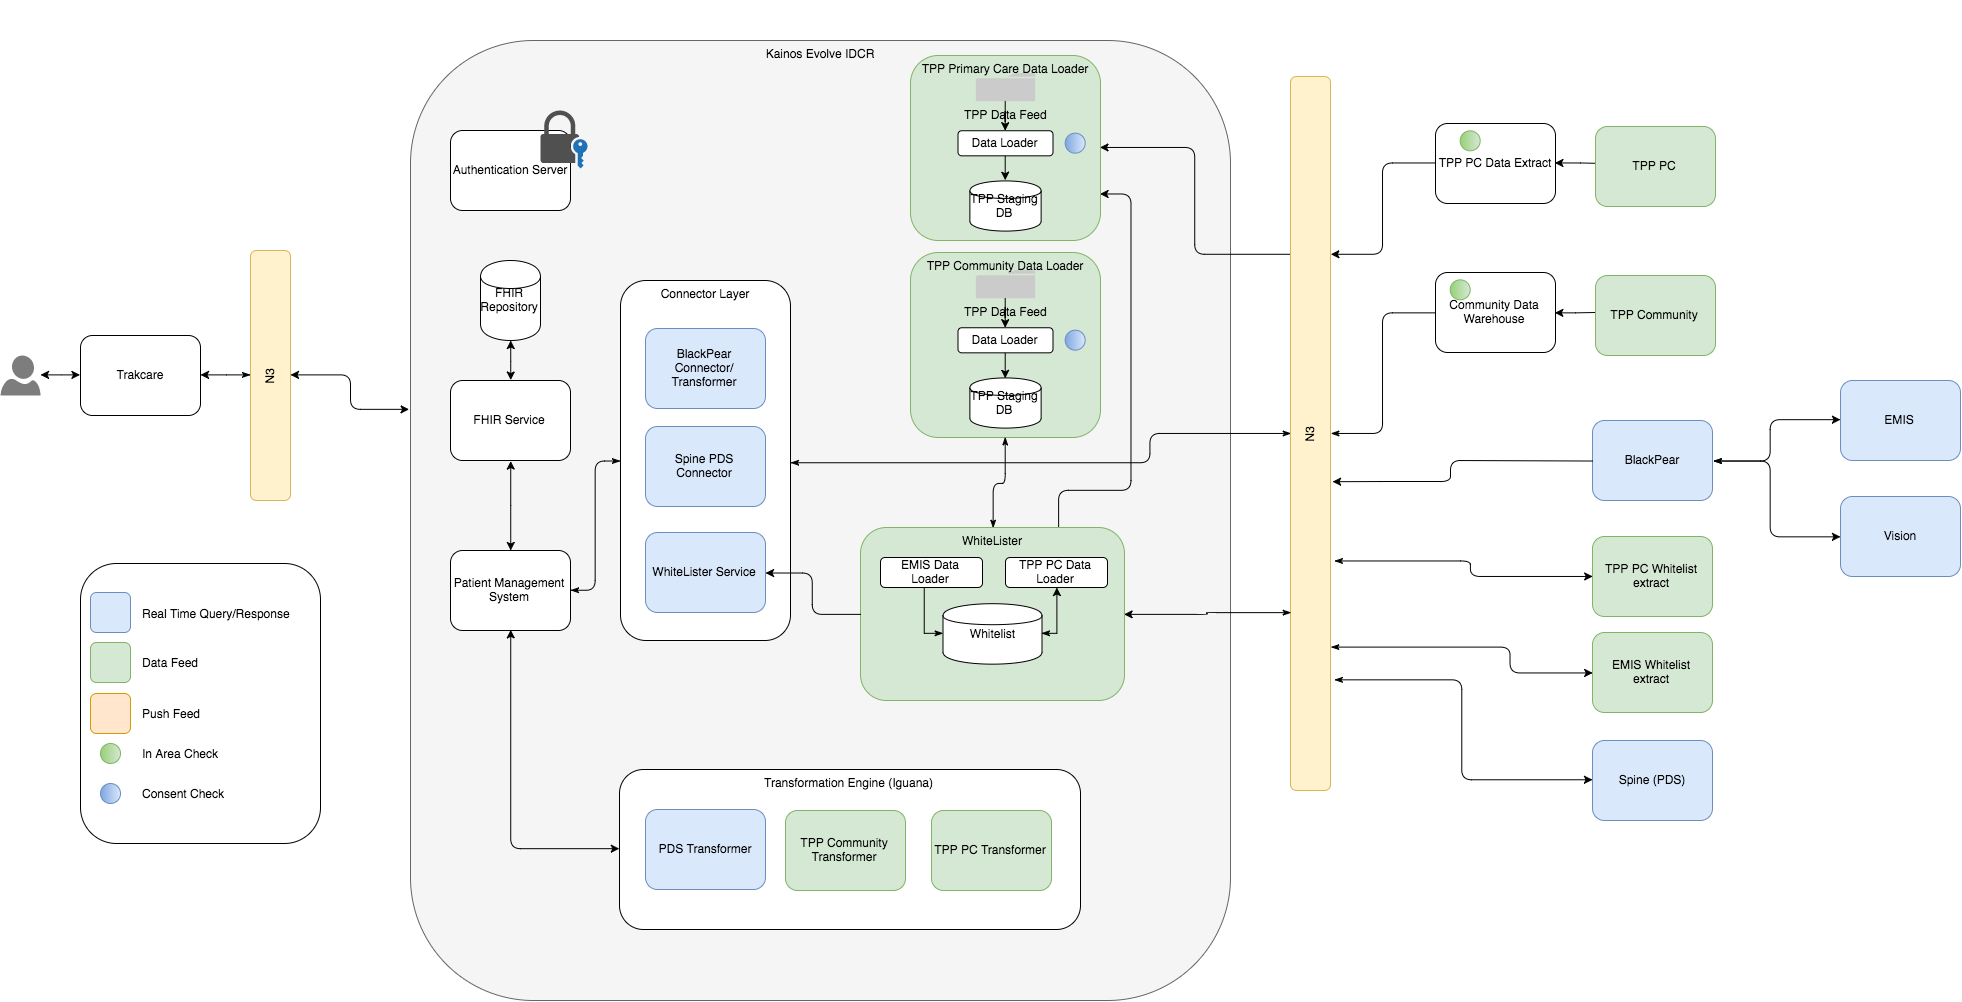 Kainos Evolve IDCR
Authentication Server
FHIR
Repository
FHIR Service
Patient Management
System
Trakcare
N3
Real Time Query/Response
Data Feed
Push Feed
In Area Check
Consent Check
Connector Layer
BlackPear
Connector/
Transformer
Spine PDS
Connector
WhiteLister Service
TPP Primary Care Data Loader
TPP Data Feed
Data Loader
TPP Staging
DB
TPP Community Data Loader
TPP Data Feed
Data Loader
TPP Staging
DB
WhiteLister
EMIS Data
Loader
TPP PC Data
Loader
Whitelist
Transformation Engine (Iguana)
PDS Transformer
TPP Community
Transformer
TPP PC Transformer
N3
TPP PC Data Extract
TPP PC
Community Data
Warehouse
TPP Community
BlackPear
EMIS
Vision
TPP PC Whitelist
extract
EMIS Whitelist
extract
Spine (PDS)